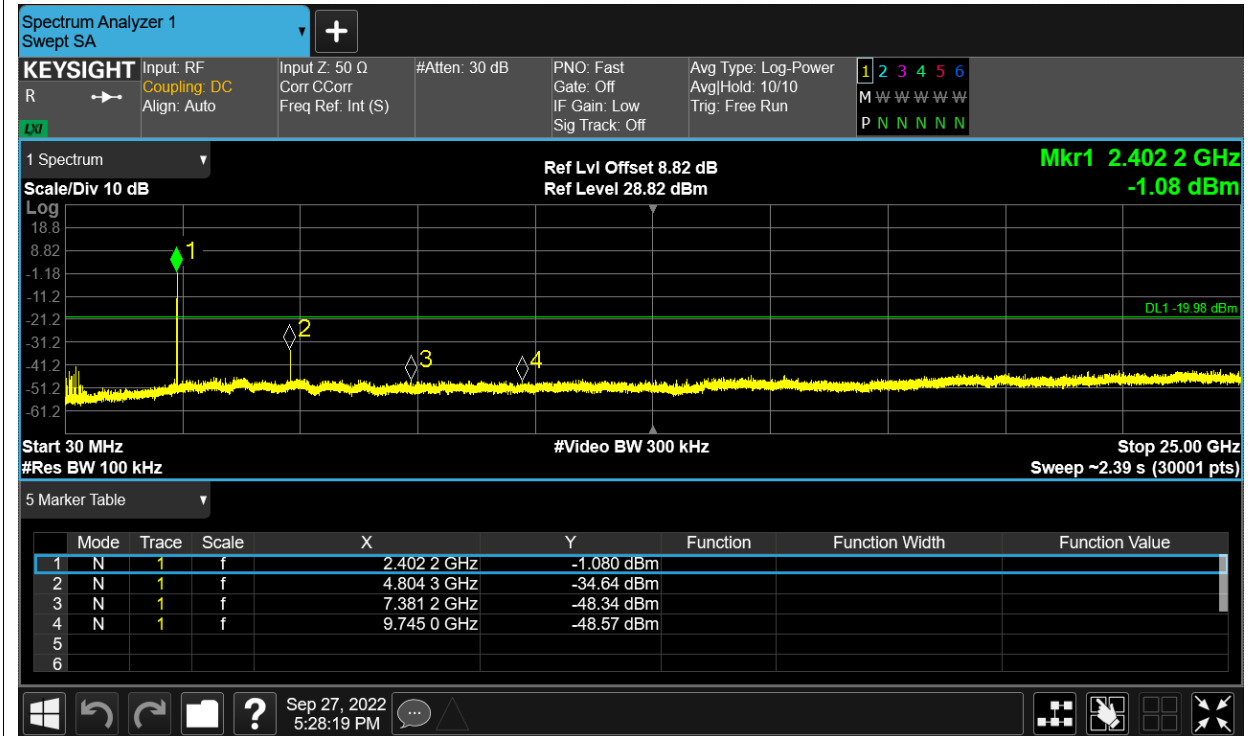 Spectrum Analyzer 1
Swept SA
KEYSIGHT Input: RF Input Z: 50 Ω #Atten: 30 dB PNO: Fast Avg Type: Log-Power 1 2 3 4 5 6
R Coupling: DC Corr CCorr Gate: Off Avg|Hold: 10/10 M W W W W W W
Align: Auto Freq Ref: Int (S) IF Gain: Low Trig: Free Run
LXI Sig Track: Off P N N N N N N
1 Spectrum Ref Lvl Offset 8.82 dB Mkr1 2.402 2 GHz
Scale/Div 10 dB Ref Level 28.82 dBm -1.08 dBm
Log
18.8
8.82 1
-1.18
-11.2
DL1 -19.98 dBm
-21.2
2
-31.2
3 4
-41.2
-51.2
-61.2
Start 30 MHz #Video BW 300 kHz Stop 25.00 GHz
#Res BW 100 kHz Sweep ~2.39 s (30001 pts)
5 Marker Table
Mode Trace Scale X Y Function Function Width Function Value
1 N 1 f 2.402 2 GHz -1.080 dBm
2 N 1 f 4.804 3 GHz -34.64 dBm
3 N 1 f 7.381 2 GHz -48.34 dBm
4 N 1 f 9.745 0 GHz -48.57 dBm
5
6
? Sep 27, 2022
5:28:19 PM